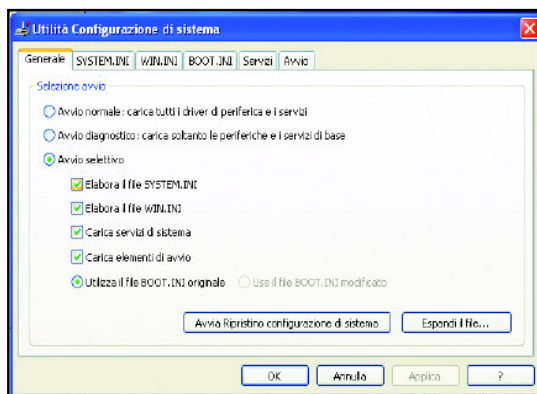 Utilità Configurazione di sistema
Generale SYSTEM.INI WIN.INI BOOT.INI Servizi Avvio
Selezione avvio
Avvio normale: carica tutti i driver di periferica e i servizi
Avvio diagnostico: carica soltanto le periferiche e i servizi di base
Avvio selettivo
Elabora il file SYSTEM.INI
Elabora il file WIN.INI
Carica servizi di sistema
Carica elementi di avvio
Utilizza il file BOOT.INI originale Use il file BOOT.INI modificato
Avvia Ripristino configurazione di sistema Espandi il file...
OK Annulla Applica ?